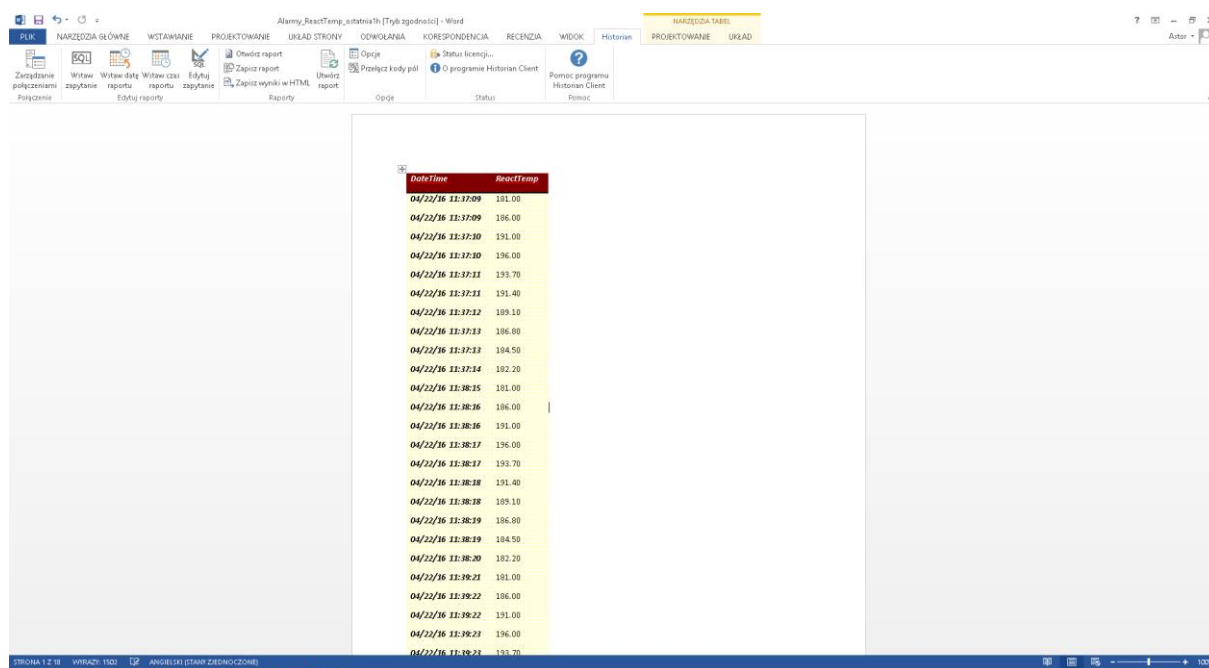 Alarmy_ReactTemp_ostatnia1h [Tryb zgodności] - Word
NARZĘDZIA TABEL
PLIK NARZĘDZIA GŁÓWNE WSTAWIANIE PROJEKTOWANIE UKŁAD STRONY ODWOŁANIA KORESPONDENCJA RECENZJA WIDOK Historian PROJEKTOWANIE UKŁAD
Astor
Zarządzanie połączeniami
Wstaw zapytanie
Wstaw datę raportu
Wstaw czas raportu
Edytuj zapytanie
SQL
Otwórz raport
Zapisz raport
Zapisz wyniki w HTML
Utwórz raport
Opcje
Przełącz kody pól
Status licencji...
O programie Historian Client
Pomoc programu Historian Client
Połączenie Edytuj raporty Raporty Opcje Status Pomoc
DateTime ReactTemp
04/22/16 11:37:09 181.00
04/22/16 11:37:09 186.00
04/22/16 11:37:10 191.00
04/22/16 11:37:10 196.00
04/22/16 11:37:11 193.70
04/22/16 11:37:11 191.40
04/22/16 11:37:12 189.10
04/22/16 11:37:13 186.80
04/22/16 11:37:13 184.50
04/22/16 11:37:14 182.20
04/22/16 11:38:15 181.00
04/22/16 11:38:16 186.00
04/22/16 11:38:16 191.00
04/22/16 11:38:17 196.00
04/22/16 11:38:17 193.70
04/22/16 11:38:18 191.40
04/22/16 11:38:18 189.10
04/22/16 11:38:19 186.80
04/22/16 11:38:19 184.50
04/22/16 11:38:20 182.20
04/22/16 11:39:21 181.00
04/22/16 11:39:22 186.00
04/22/16 11:39:22 191.00
04/22/16 11:39:23 196.00
04/22/16 11:39:23 193.70
STRONA 1 Z 18 WYRAZY: 1502 ANGIELSKI (STANY ZJEDNOCZONE) 100